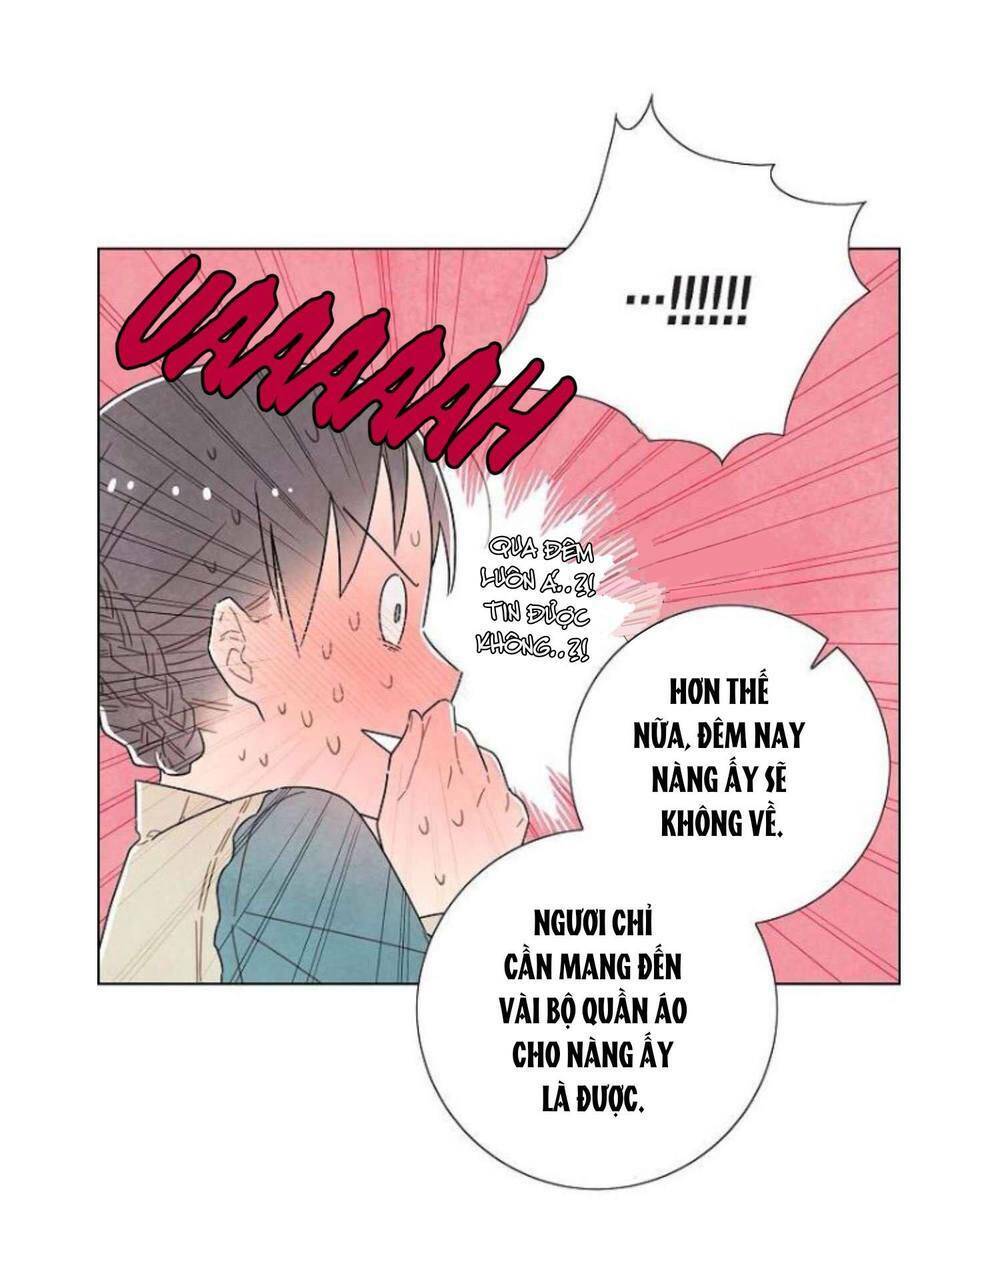 ...!!!!!!
UAAAAAAH
QUA ĐÊM
LUÔN Á..?!
TIN ĐƯỢC
KHÔNG..?!
HƠN THẾ
NỮA, ĐÊM NAY
NÀNG ẤY SẼ
KHÔNG VỀ.
NGƯƠI CHỈ
CẦN MANG ĐẾN
VÀI BỘ QUẦN ÁO
CHO NÀNG ẤY
LÀ ĐƯỢC.